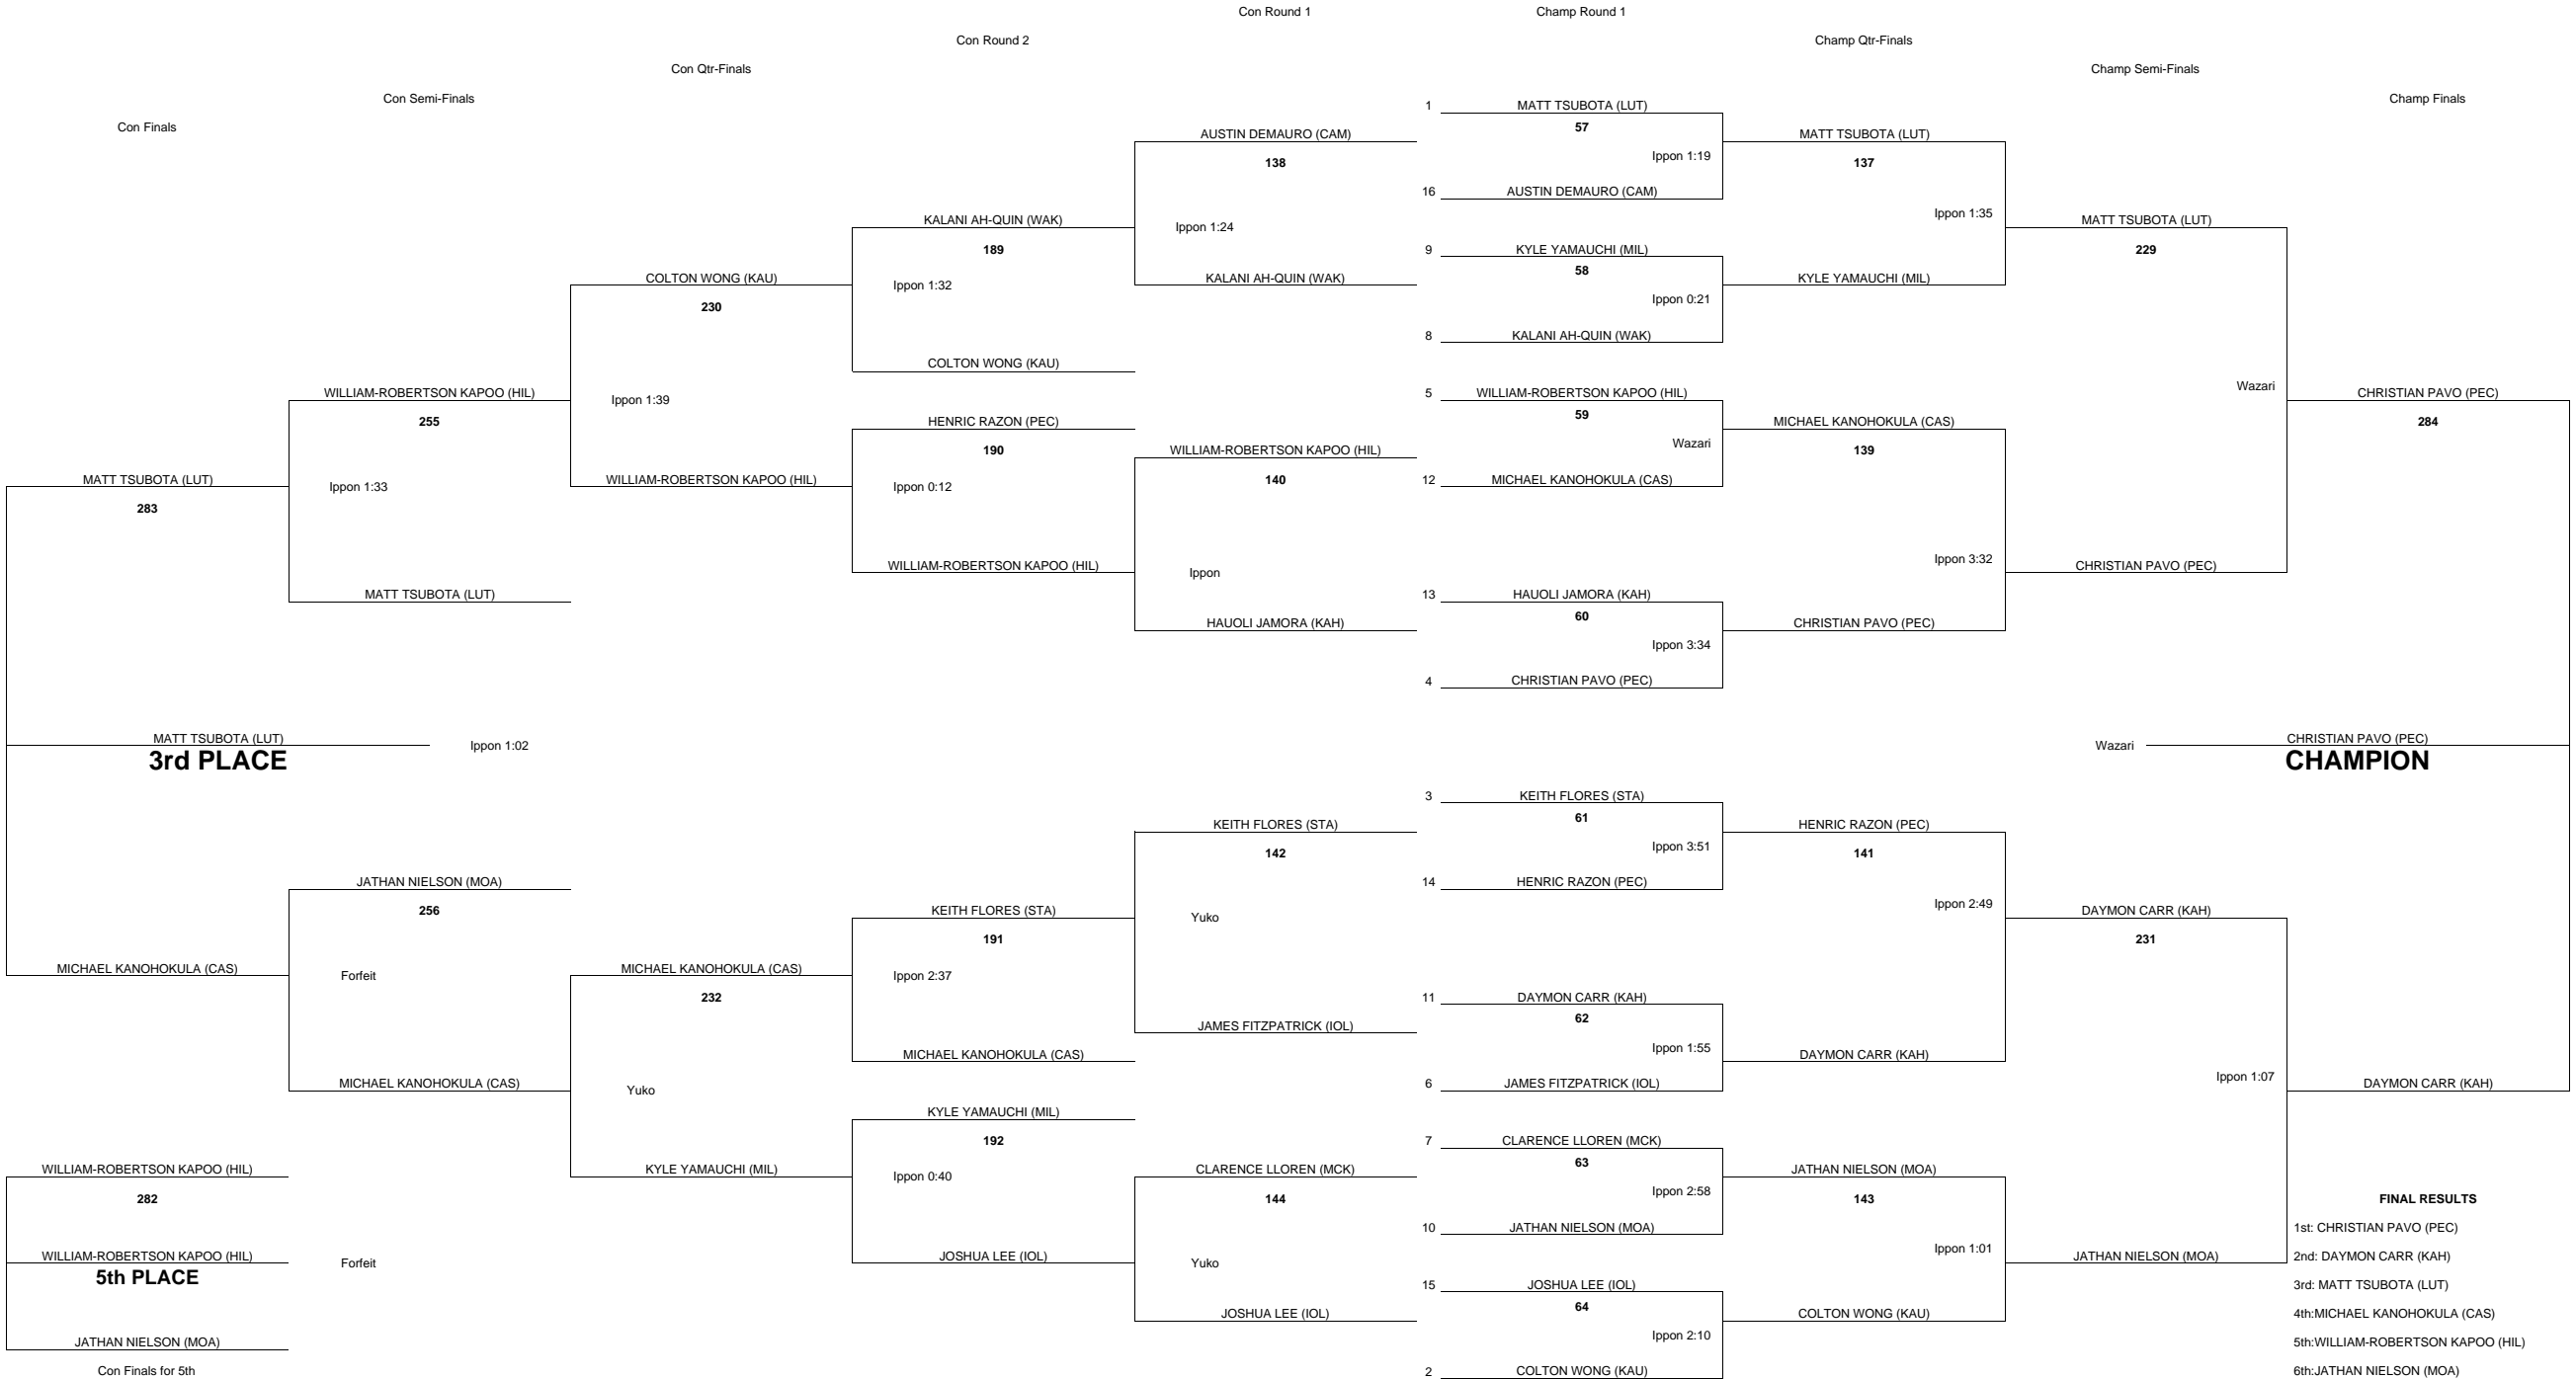 Con Round 1
Champ Round 1
Con Round 2
Champ Qtr-Finals
Con Qtr-Finals
Champ Semi-Finals
Con Semi-Finals
Champ Finals
Con Finals
1 MATT TSUBOTA (LUT)
57
Ippon 1:19
16 AUSTIN DEMAURO (CAM)
9 KYLE YAMAUCHI (MIL)
58
Ippon 0:21
8 KALANI AH-QUIN (WAK)
5 WILLIAM-ROBERTSON KAPOO (HIL)
59
Wazari
12 MICHAEL KANOHOKULA (CAS)
13 HAUOLI JAMORA (KAH)
60
Ippon 3:34
4 CHRISTIAN PAVO (PEC)
3 KEITH FLORES (STA)
61
Ippon 3:51
14 HENRIC RAZON (PEC)
11 DAYMON CARR (KAH)
62
Ippon 1:55
6 JAMES FITZPATRICK (IOL)
7 CLARENCE LLOREN (MCK)
63
Ippon 2:58
10 JATHAN NIELSON (MOA)
15 JOSHUA LEE (IOL)
64
Ippon 2:10
2 COLTON WONG (KAU)
MATT TSUBOTA (LUT)
137
Ippon 1:35
KYLE YAMAUCHI (MIL)
MICHAEL KANOHOKULA (CAS)
139
Ippon 3:32
CHRISTIAN PAVO (PEC)
HENRIC RAZON (PEC)
141
Ippon 2:49
DAYMON CARR (KAH)
JATHAN NIELSON (MOA)
143
Ippon 1:01
COLTON WONG (KAU)
MATT TSUBOTA (LUT)
229
Wazari
CHRISTIAN PAVO (PEC)
DAYMON CARR (KAH)
231
Ippon 1:07
JATHAN NIELSON (MOA)
CHRISTIAN PAVO (PEC)
284
Wazari
CHRISTIAN PAVO (PEC)
CHAMPION
DAYMON CARR (KAH)
AUSTIN DEMAURO (CAM)
138
Ippon 1:24
KALANI AH-QUIN (WAK)
WILLIAM-ROBERTSON KAPOO (HIL)
140
Ippon
HAUOLI JAMORA (KAH)
KEITH FLORES (STA)
142
Yuko
JAMES FITZPATRICK (IOL)
CLARENCE LLOREN (MCK)
144
Yuko
JOSHUA LEE (IOL)
KALANI AH-QUIN (WAK)
189
Ippon 1:32
COLTON WONG (KAU)
HENRIC RAZON (PEC)
190
Ippon 0:12
WILLIAM-ROBERTSON KAPOO (HIL)
KEITH FLORES (STA)
191
Ippon 2:37
MICHAEL KANOHOKULA (CAS)
KYLE YAMAUCHI (MIL)
192
Ippon 0:40
JOSHUA LEE (IOL)
COLTON WONG (KAU)
230
Ippon 1:39
WILLIAM-ROBERTSON KAPOO (HIL)
MICHAEL KANOHOKULA (CAS)
232
Yuko
KYLE YAMAUCHI (MIL)
WILLIAM-ROBERTSON KAPOO (HIL)
255
Ippon 1:33
MATT TSUBOTA (LUT)
JATHAN NIELSON (MOA)
256
Forfeit
MICHAEL KANOHOKULA (CAS)
MATT TSUBOTA (LUT)
283
MATT TSUBOTA (LUT)
Ippon 1:02
3rd PLACE
MICHAEL KANOHOKULA (CAS)
WILLIAM-ROBERTSON KAPOO (HIL)
282
WILLIAM-ROBERTSON KAPOO (HIL)
Forfeit
5th PLACE
JATHAN NIELSON (MOA)
Con Finals for 5th
FINAL RESULTS
1st: CHRISTIAN PAVO (PEC)
2nd: DAYMON CARR (KAH)
3rd: MATT TSUBOTA (LUT)
4th:MICHAEL KANOHOKULA (CAS)
5th:WILLIAM-ROBERTSON KAPOO (HIL)
6th:JATHAN NIELSON (MOA)